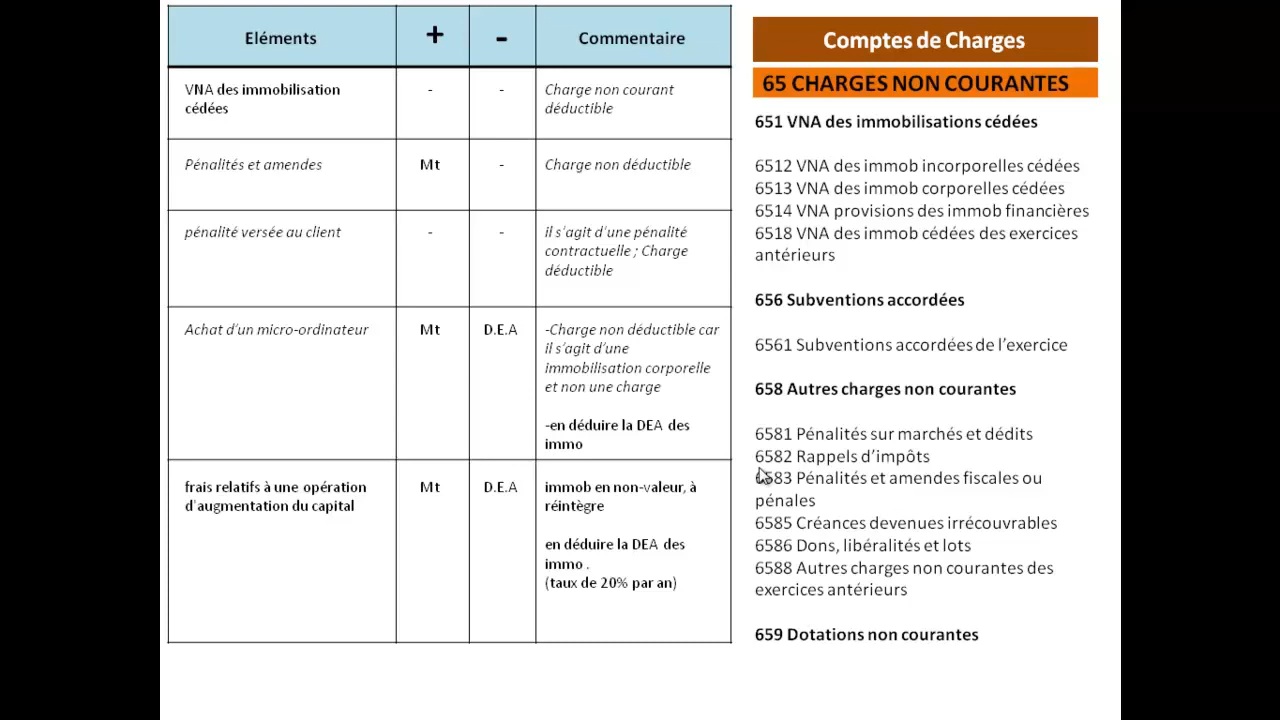 Eléments + - Commentaire
VNA des immobilisation
cédées
- - Charge non courant
déductible
Pénalités et amendes Mt - Charge non déductible
pénalité versée au client - - il s'agit d'une pénalité
contractuelle ; Charge
déductible
Achat d'un micro-ordinateur Mt D.E.A -Charge non déductible car
il s'agit d'une
immobilisation corporelle
et non une charge
-en déduire la DEA des
immo
frais relatifs à une opération
d'augmentation du capital
Mt D.E.A immob en non-valeur, à
réintègre
en déduire la DEA des
immo .
(taux de 20% par an)
Comptes de Charges
65 CHARGES NON COURANTES
651 VNA des immobilisations cédées
6512 VNA des immob incorporelles cédées
6513 VNA des immob corporelles cédées
6514 VNA provisions des immob financières
6518 VNA des immob cédées des exercices
antérieurs
656 Subventions accordées
6561 Subventions accordées de l'exercice
658 Autres charges non courantes
6581 Pénalités sur marchés et dédits
6582 Rappels d'impôts
6583 Pénalités et amendes fiscales ou
pénales
6585 Créances devenues irrécouvrables
6586 Dons, libéralités et lots
6588 Autres charges non courantes des
exercices antérieurs
659 Dotations non courantes